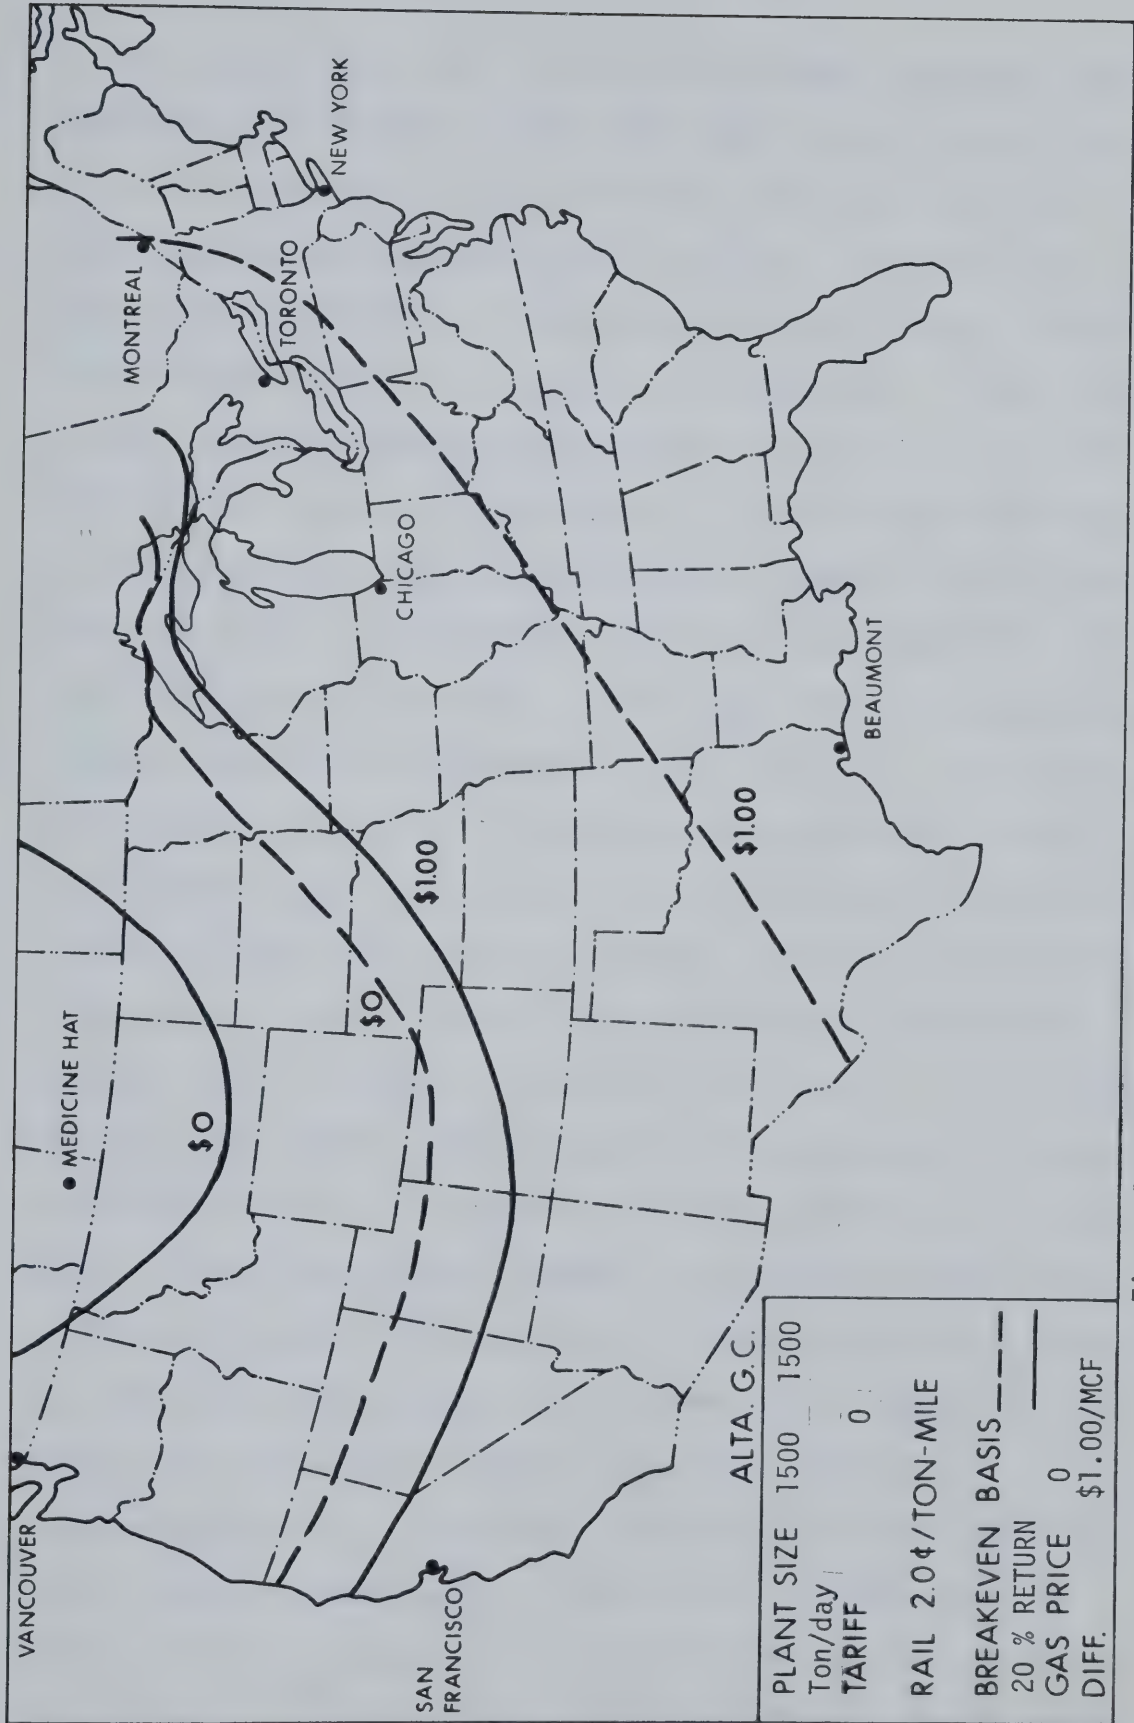 VANCOUVER
SAN
FRANCISCO
MEDICINE HAT
$0
$0
$1.00
$1.00
CHICAGO
BEAUMONT
MONTREAL
TORONTO
NEW YORK
ALTA. G.C.
PLANT SIZE 1500 1500
Ton/day
TARIFF 0
RAIL 2.0¢/TON-MILE
BREAKEVEN BASIS
20 % RETURN
GAS PRICE 0
DIFF. $1.00/MCF